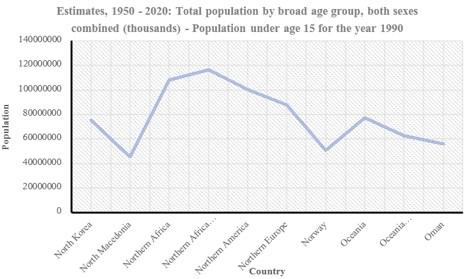 Estimates, 1950 - 2020: Total population by broad age group, both sexes
combined (thousands) - Population under age 15 for the year 1990
140000000
120000000
100000000
80000000
60000000
40000000
20000000
0
Population
North Korea
North Macedonia
Northern Africa
Northern Africa…
Northern America
Northern Europe
Norway
Oceania
Oceania…
Oman
Country